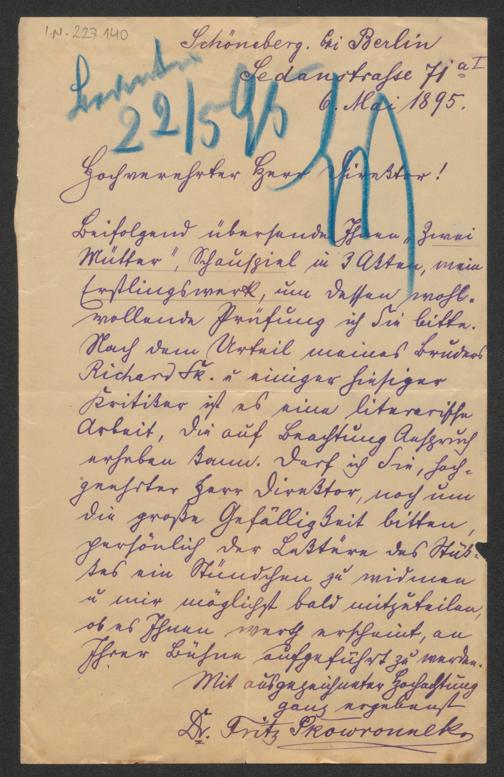 I.N. 227.140
Schöneberg. bei Berlin
Sedanstrasse 71 a I
6. Mai 1895.
22/5 95
Hochverehrter Herr Direktor!
Beifolgend übersende Ihnen „Zwei
Mütter“, Schauspiel in 3 Akten, mein
Erstlingswerk, um dessen wohl-
wollende Prüfung ich Sie bitte.
Nach dem Urteil meines Bruders
Richard Sk. u einiger hiesiger
Kritiker ist es eine literarische
Arbeit, die auf Beachtung Anspruch
erheben kann. Darf ich Sie, hoch-
geehrter Herr Direktor, noch um
die große Gefälligkeit bitten,
persönlich der Lektüre des Stük-
kes ein Stündchen zu widmen
u mir möglichst bald mitzuteilen,
ob es Ihnen werth erscheint, an
Ihrer Bühne aufgeführt zu werden.
Mit ausgezeichneter Hochachtung
ganz ergebenst
Dr. Fritz Skowronnek